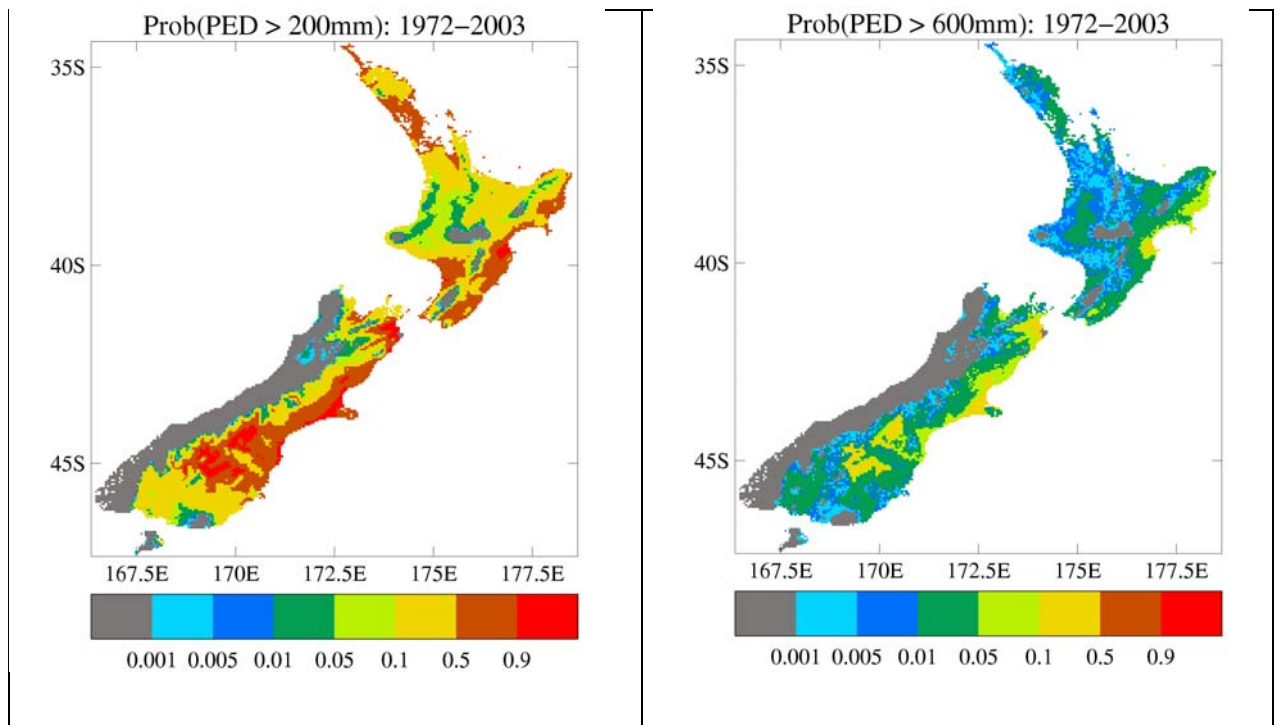 Prob(PED > 200mm): 1972−2003
35S
40S
45S
167.5E 170E 172.5E 175E 177.5E
0.001 0.005 0.01 0.05 0.1 0.5 0.9
Prob(PED > 600mm): 1972−2003
35S
40S
45S
167.5E 170E 172.5E 175E 177.5E
0.001 0.005 0.01 0.05 0.1 0.5 0.9